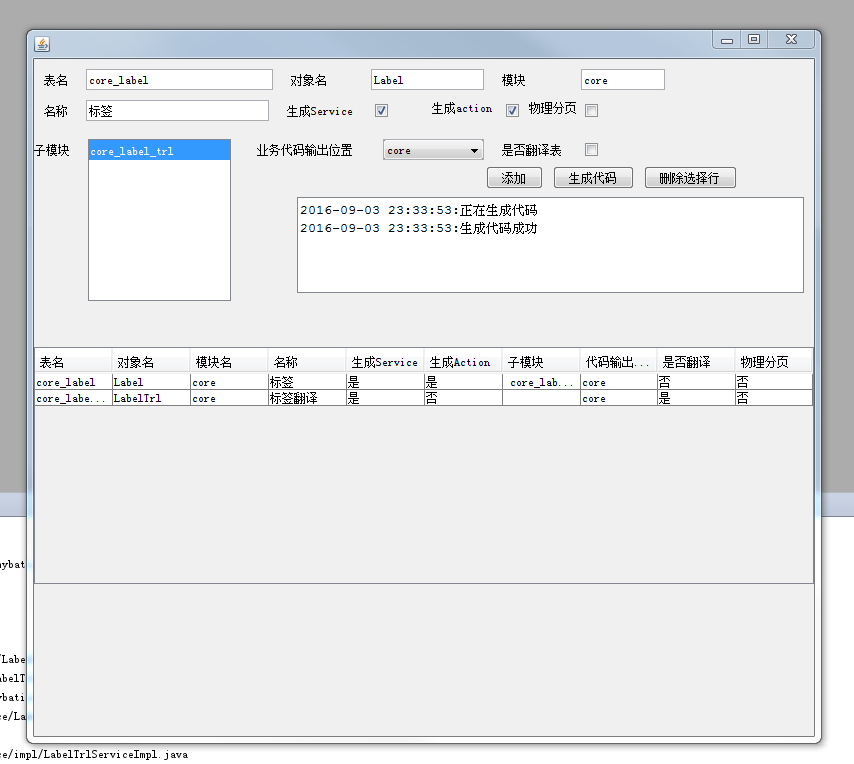 表名 core_label 对象名 Label 模块 core
名称 标签 生成Service 生成action 物理分页
子模块 core_label_trl 业务代码输出位置 core 是否翻译表
添加 生成代码 删除选择行
2016-09-03 23:33:53:正在生成代码
2016-09-03 23:33:53:生成代码成功
表名 对象名 模块名 名称 生成Service 生成Action 子模块 代码输出... 是否翻译 物理分页
core_label Label core 标签 是 是 core_lab... core 否 否
core_labe... LabelTrl core 标签翻译 是 否 core 是 否
ybat
/Labe
abelT
ybati
ce/La
ce/impl/LabelTrlServiceImpl.java